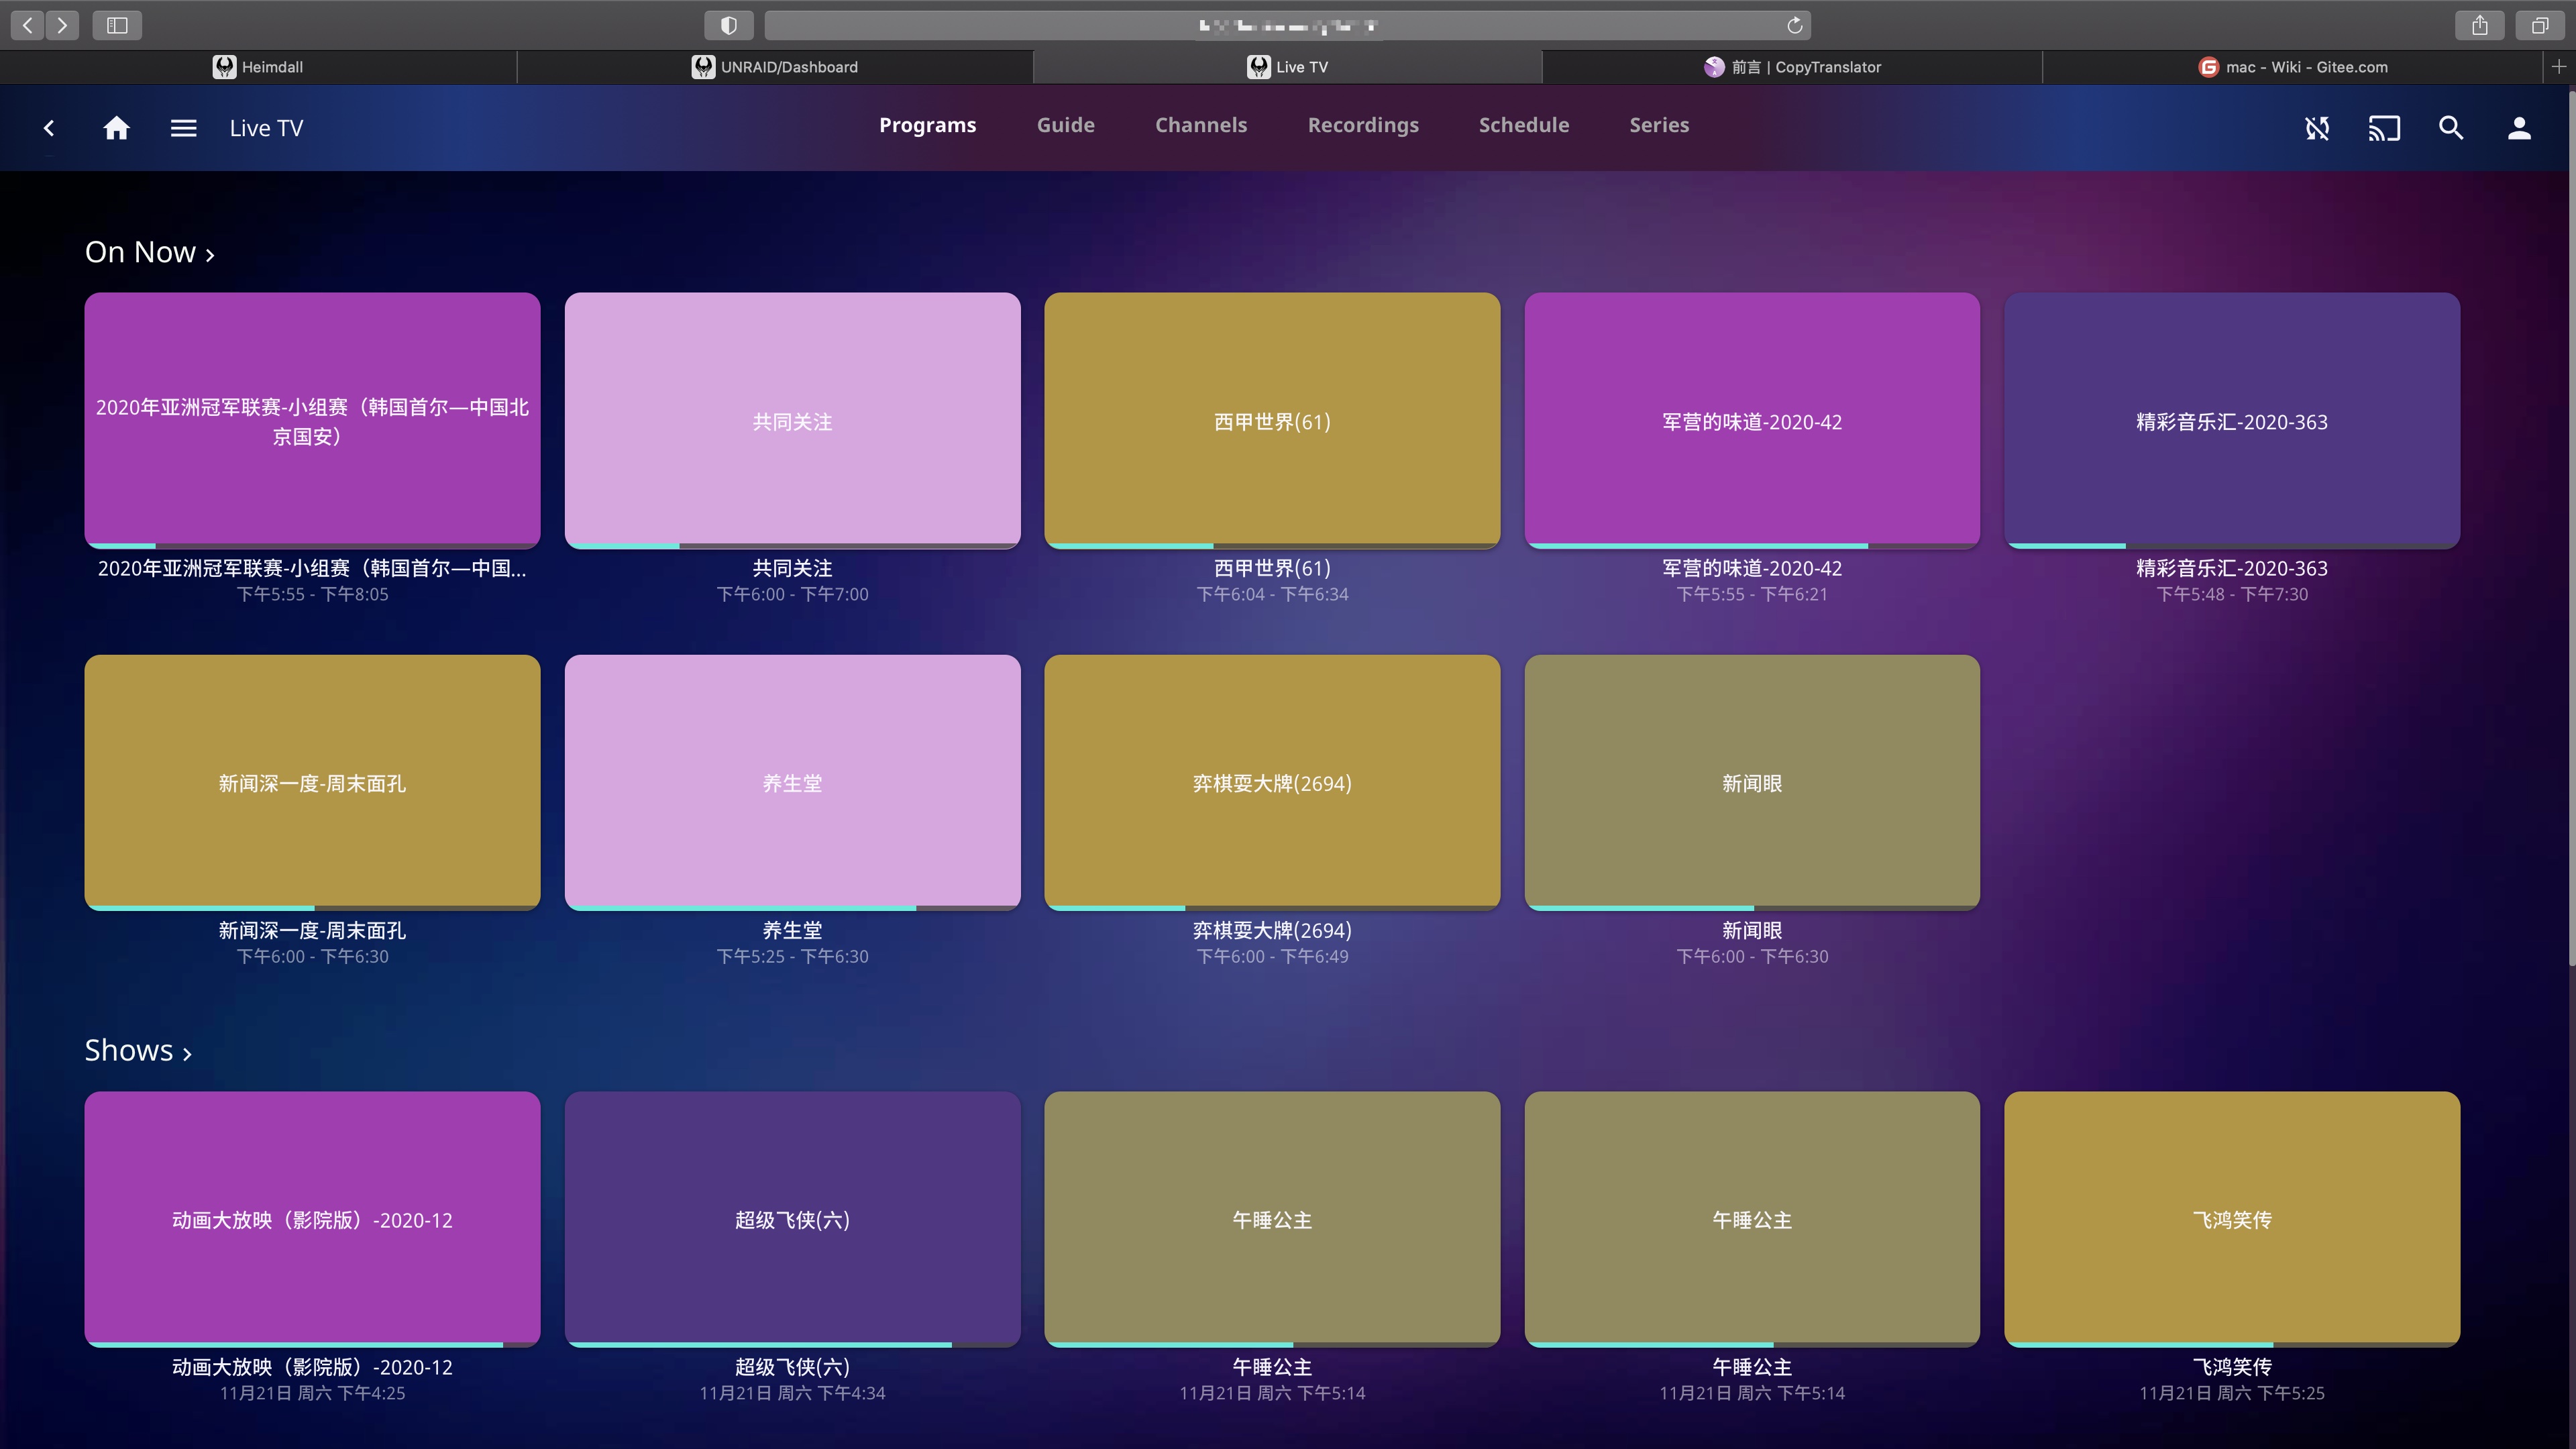 Heimdall
UNRAID/Dashboard
Live TV
前言 | CopyTranslator
mac - Wiki - Gitee.com
Live TV
Programs
Guide
Channels
Recordings
Schedule
Series
On Now
2020年亚洲冠军联赛-小组赛（韩国首尔—中国北
京国安）
共同关注
西甲世界(61)
军营的味道-2020-42
精彩音乐汇-2020-363
2020年亚洲冠军联赛-小组赛（韩国首尔—中国...
共同关注
西甲世界(61)
军营的味道-2020-42
精彩音乐汇-2020-363
下午5:55 - 下午8:05
下午6:00 - 下午7:00
下午6:04 - 下午6:34
下午5:55 - 下午6:21
下午5:48 - 下午7:30
新闻深一度-周末面孔
养生堂
弈棋耍大牌(2694)
新闻眼
新闻深一度-周末面孔
养生堂
弈棋耍大牌(2694)
新闻眼
下午6:00 - 下午6:30
下午5:25 - 下午6:30
下午6:00 - 下午6:49
下午6:00 - 下午6:30
Shows
动画大放映（影院版）-2020-12
超级飞侠(六)
午睡公主
午睡公主
飞鸿笑传
动画大放映（影院版）-2020-12
超级飞侠(六)
午睡公主
午睡公主
飞鸿笑传
11月21日 周六 下午4:25
11月21日 周六 下午4:34
11月21日 周六 下午5:14
11月21日 周六 下午5:14
11月21日 周六 下午5:25